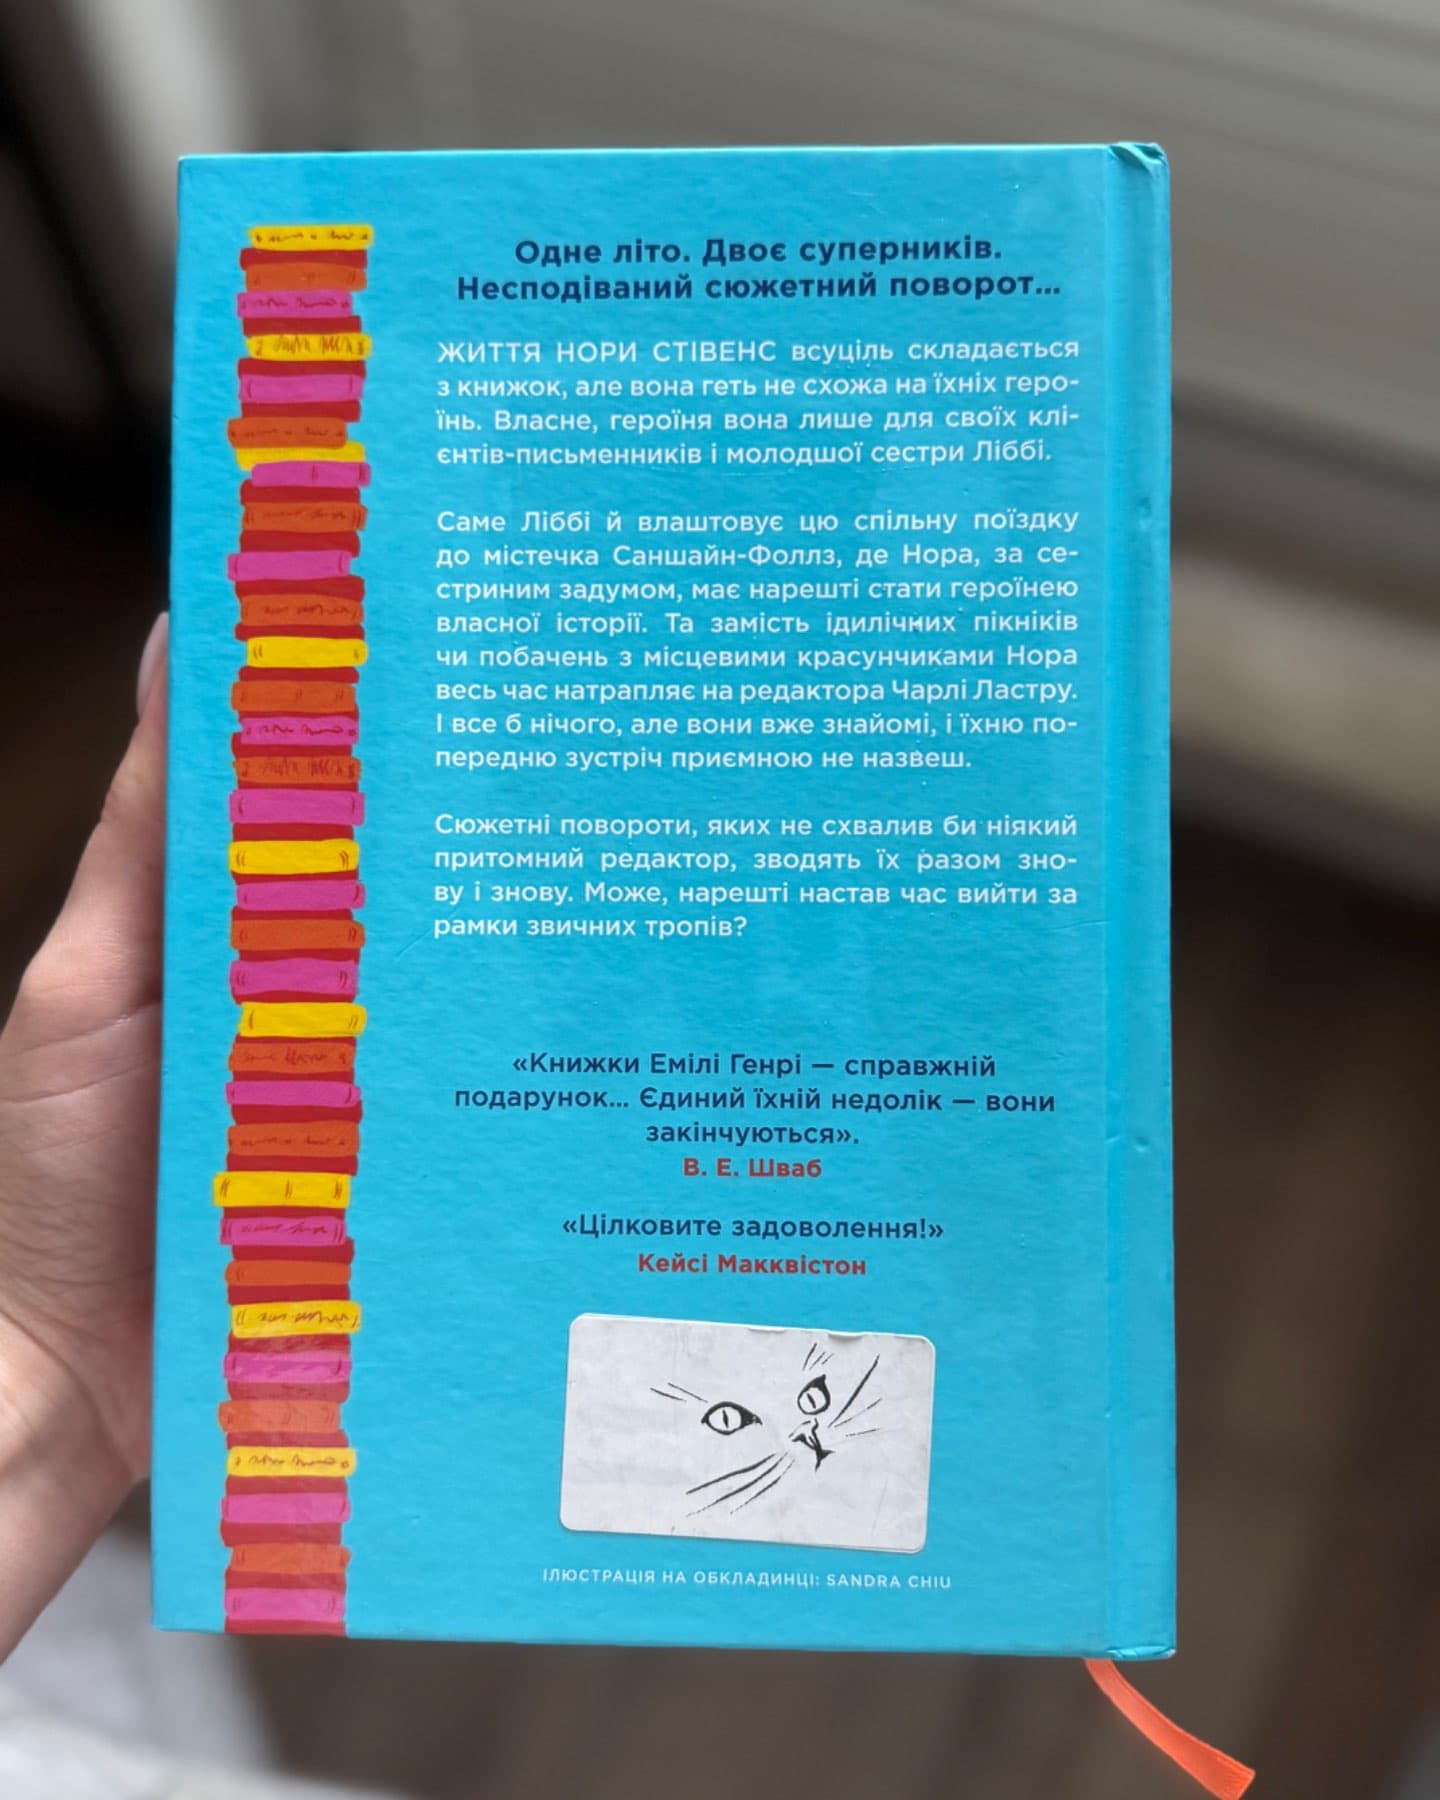 Одне літо. Двоє суперників.
Несподіваний сюжетний поворот...
ЖИТТЯ НОРИ СТІВЕНС всуціль складається
з книжок, але вона геть не схожа на їхніх геро-
їнь. Власне, героїня вона лише для своїх клі-
єнтів-письменників і молодшої сестри Ліббі.
Саме Ліббі й влаштовує цю спільну поїздку
до містечка Саншайн-Фоллз, де Нора, за се-
стриним задумом, має нарешті стати героїнею
власної історії. Та замість ідилічних пікніків
чи побачень з місцевими красунчиками Нора
весь час натрапляє на редактора Чарлі Ластру.
І все б нічого, але вони вже знайомі, і їхню по-
передню зустріч приємною не назвеш.
Сюжетні повороти, яких не схвалив би ніякий
притомний редактор, зводять їх разом зно-
ву і знову. Може, нарешті настав час вийти за
рамки звичних тропів?
«Книжки Емілі Генрі — справжній
подарунок... Єдиний їхній недолік — вони
закінчуються».
В. Е. Шваб
«Цілковите задоволення!»
Кейсі Макквістон
ІЛЮСТРАЦІЯ НА ОБКЛАДИНЦІ: SANDRA CHIU